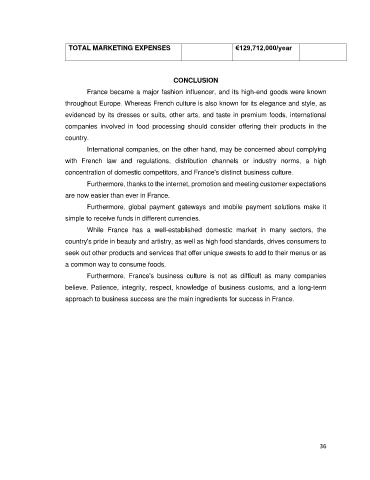 TOTAL MARKETING EXPENSES €129,712,000/year
CONCLUSION
France became a major fashion influencer, and its high-end goods were known
throughout Europe. Whereas French culture is also known for its elegance and style, as
evidenced by its dresses or suits, other arts, and taste in premium foods, international
companies involved in food processing should consider offering their products in the
country.
International companies, on the other hand, may be concerned about complying
with French law and regulations, distribution channels or industry norms, a high
concentration of domestic competitors, and France's distinct business culture.
Furthermore, thanks to the internet, promotion and meeting customer expectations
are now easier than ever in France.
Furthermore, global payment gateways and mobile payment solutions make it
simple to receive funds in different currencies.
While France has a well-established domestic market in many sectors, the
country's pride in beauty and artistry, as well as high food standards, drives consumers to
seek out other products and services that offer unique sweets to add to their menus or as
a common way to consume foods.
Furthermore, France's business culture is not as difficult as many companies
believe. Patience, integrity, respect, knowledge of business customs, and a long-term
approach to business success are the main ingredients for success in France.
36